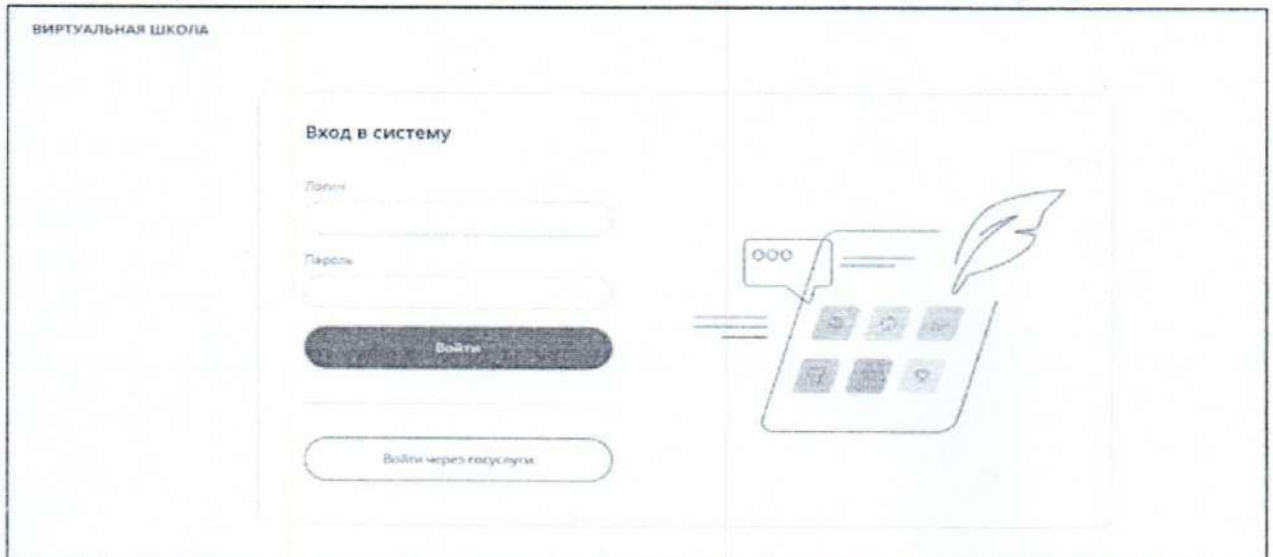 ВИРТУАЛЬНАЯ ШКОЛА
Вход в систему
Логин
Пароль
Войти
Войти через госуслуги